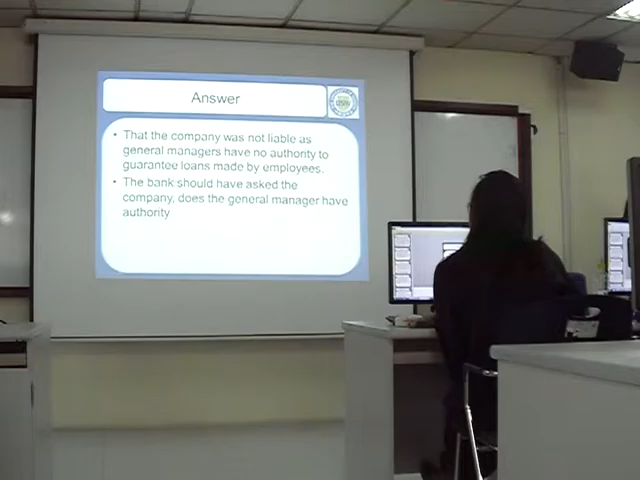 Answer
• That the company was not liable as
general managers have no authority to
guarantee loans made by employees.
• The bank should have asked the
company, does the general manager have
authority